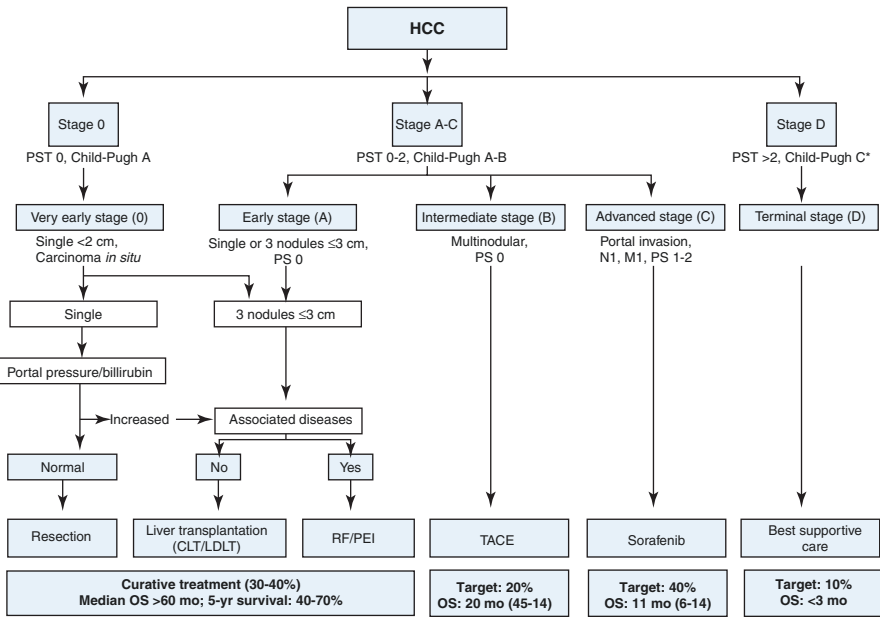 HCC
Stage 0
Stage A-C
Stage D
PST 0, Child-Pugh A
PST 0-2, Child-Pugh A-B
PST >2, Child-Pugh C*
Very early stage (0)
Early stage (A)
Intermediate stage (B)
Advanced stage (C)
Terminal stage (D)
Single <2 cm,
Carcinoma in situ
Single or 3 nodules ≤3 cm,
PS 0
Multinodular,
PS 0
Portal invasion,
N1, M1, PS 1-2
Single
3 nodules ≤3 cm
Portal pressure/billirubin
Increased
Associated diseases
Normal
No
Yes
Resection
Liver transplantation
(CLT/LDLT)
RF/PEI
TACE
Sorafenib
Best supportive
care
Curative treatment (30-40%)
Median OS >60 mo; 5-yr survival: 40-70%
Target: 20%
OS: 20 mo (45-14)
Target: 40%
OS: 11 mo (6-14)
Target: 10%
OS: <3 mo